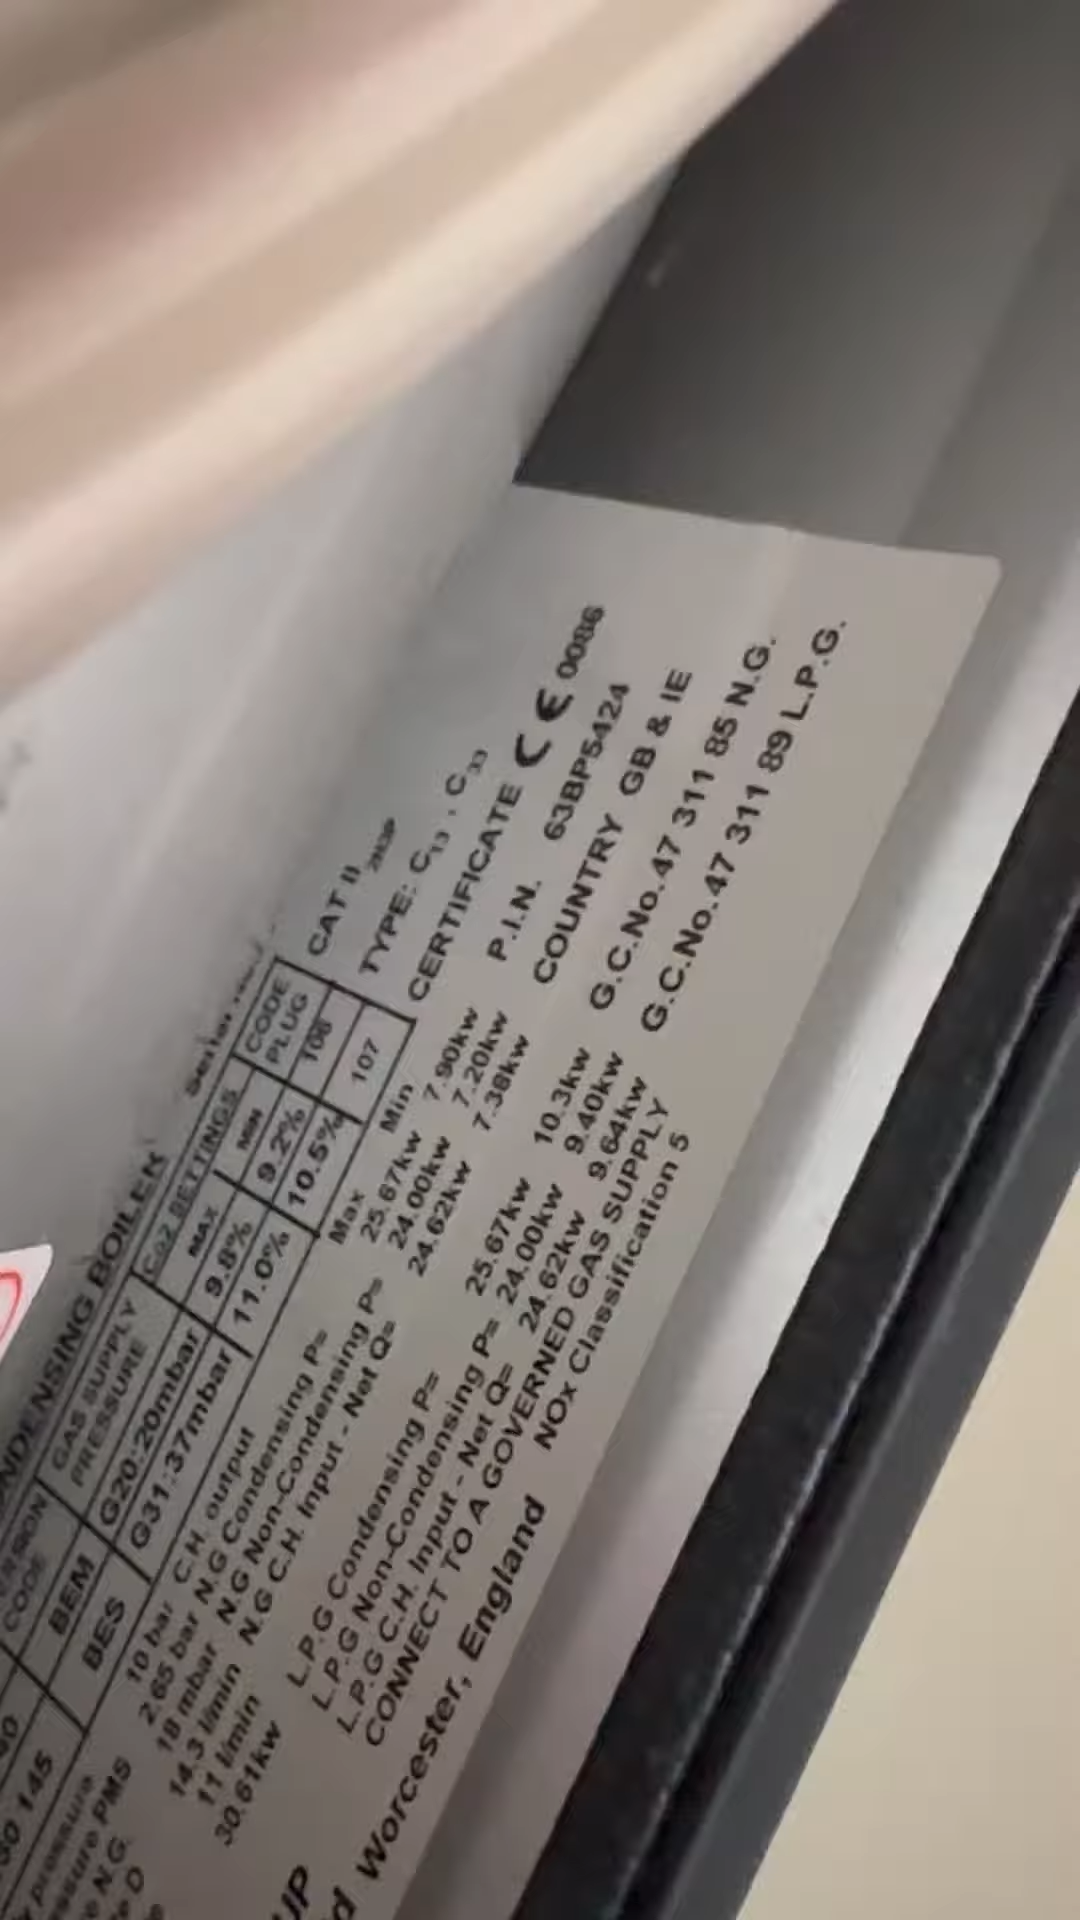 NDENSING BOILER
GAS SUPPLY PRESSURE
CO2 SETTINGS
CODE PLUG
CODE
MAX
MIN
BEM
G20:20mbar
9.8%
9.2%
106
BES
G31:37mbar
11.0%
10.5%
107
145
CAT II 2H3P
TYPE: C13 , C33
CERTIFICATE CE 0086
P.I.N. 63BP5424
COUNTRY GB & IE
G.C.No.47 311 85 N.G.
G.C.No.47 311 89 L.P.G.
10 bar
2.65 bar
18 mbar
14.3 l/min
11 l/min
30.61kw
C.H. output
Max
Min
N.G Condensing P= 25.67kw 7.90kw
N.G Non-Condensing P= 24.00kw 7.20kw
N.G C.H. Input - Net Q= 24.62kw 7.38kw
L.P.G Condensing P= 25.67kw 10.3kw
L.P.G Non-Condensing P= 24.00kw 9.40kw
L.P.G C.H. Input - Net Q= 24.62kw 9.64kw
CONNECT TO A GOVERNED GAS SUPPLY
Worcester, England
NOx Classification 5